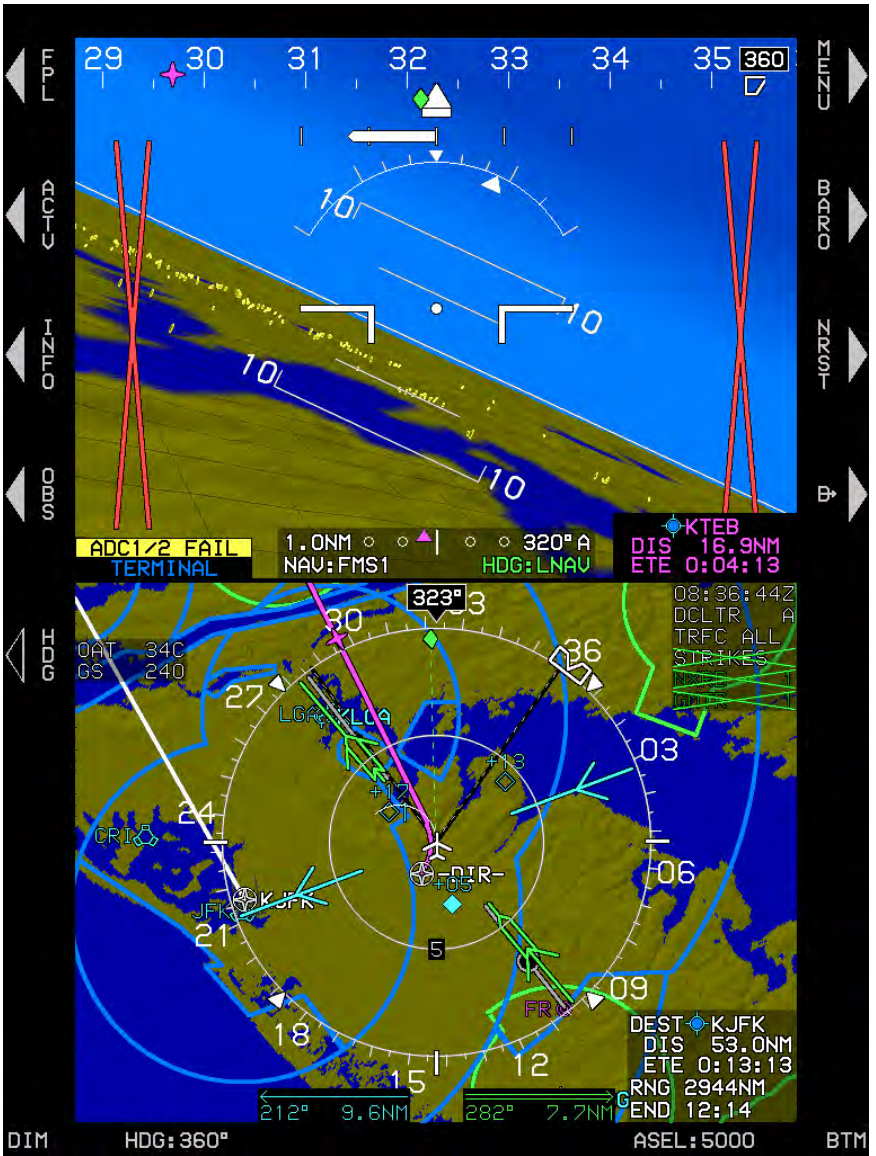 FPL
29 30 31 32 33 34 35 360
MENU
ACTV
BARO
10
10
INFO
NRST
10
10
OBS
D➔
KTEB
DIS 16.9NM
ETE 0:04:13
ADC1/2 FAIL
TERMINAL
1.0NM 320°A
NAV:FMS1 HDG:LNAV
323°
08:36:44Z
DCLTR A
TRFC ALL
STRIKES
HDG
OAT 34C
GS 240
30 33 36
27
LGA KLGA
03
+13
+17
24
CRI
-DIR-
06
+05
KJFK
JFK
21
5
09
FR
18
12
15
DEST KJFK
DIS 53.0NM
ETE 0:13:13
RNG 2944NM
END 12:14
212° 9.6NM
282° 7.7NM G
DIM HDG:360° ASEL:5000 BTM